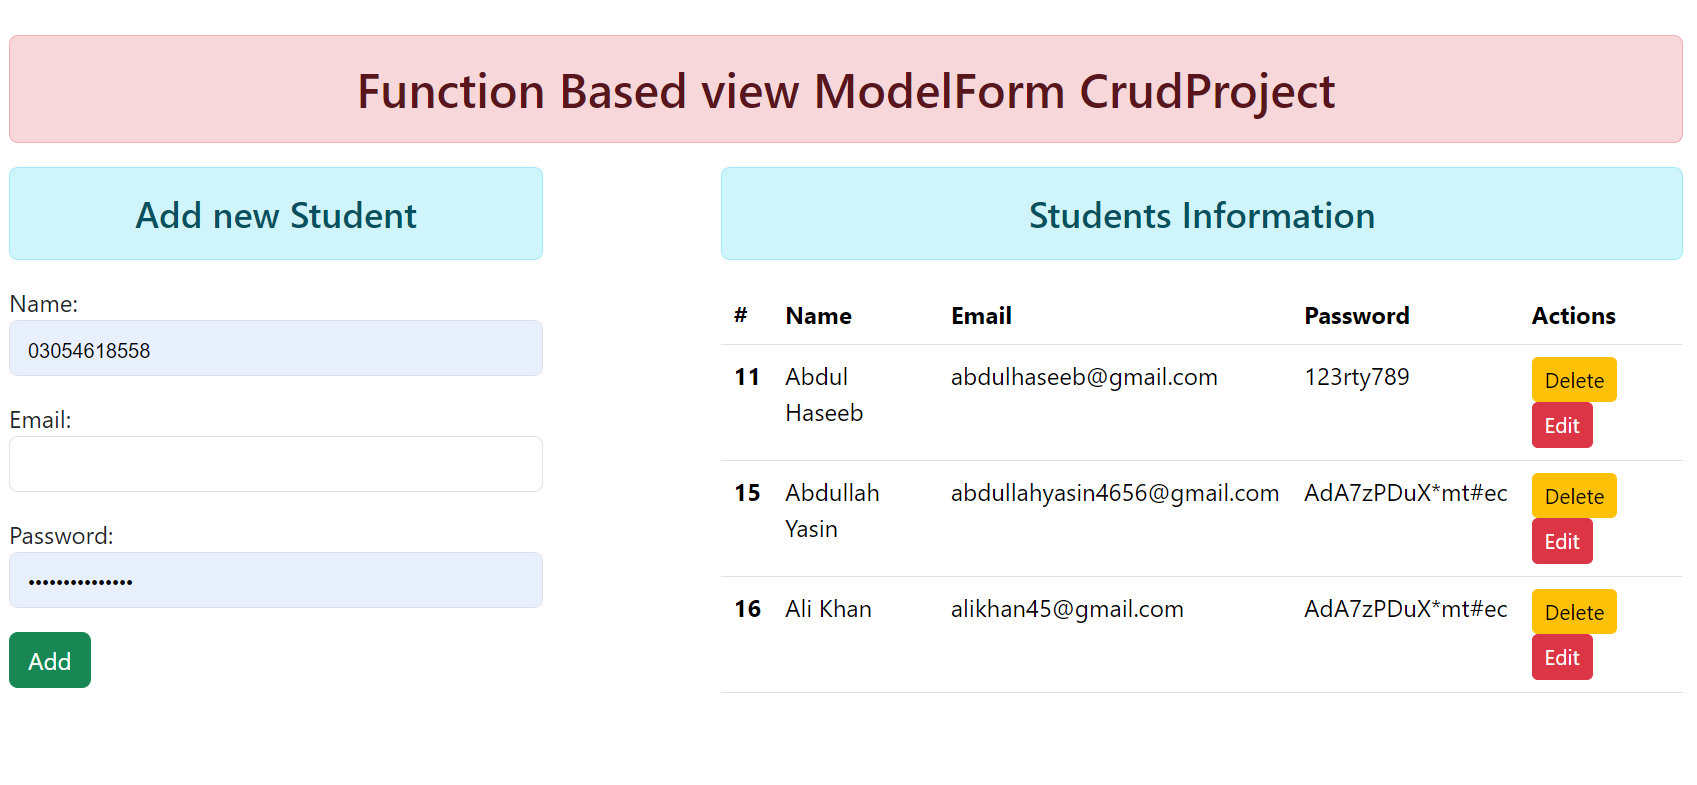 Function Based view ModelForm CrudProject
Add new Student
Name:
03054618558
Email:
Password:
•••••••••••••••
Add
Students Information
# Name Email Password Actions
11 Abdul abdulhaseeb@gmail.com 123rty789 Delete
Haseeb Edit
15 Abdullah abdullahyasin4656@gmail.com AdA7zPDuX*mt#ec Delete
Yasin Edit
16 Ali Khan alikhan45@gmail.com AdA7zPDuX*mt#ec Delete
Edit